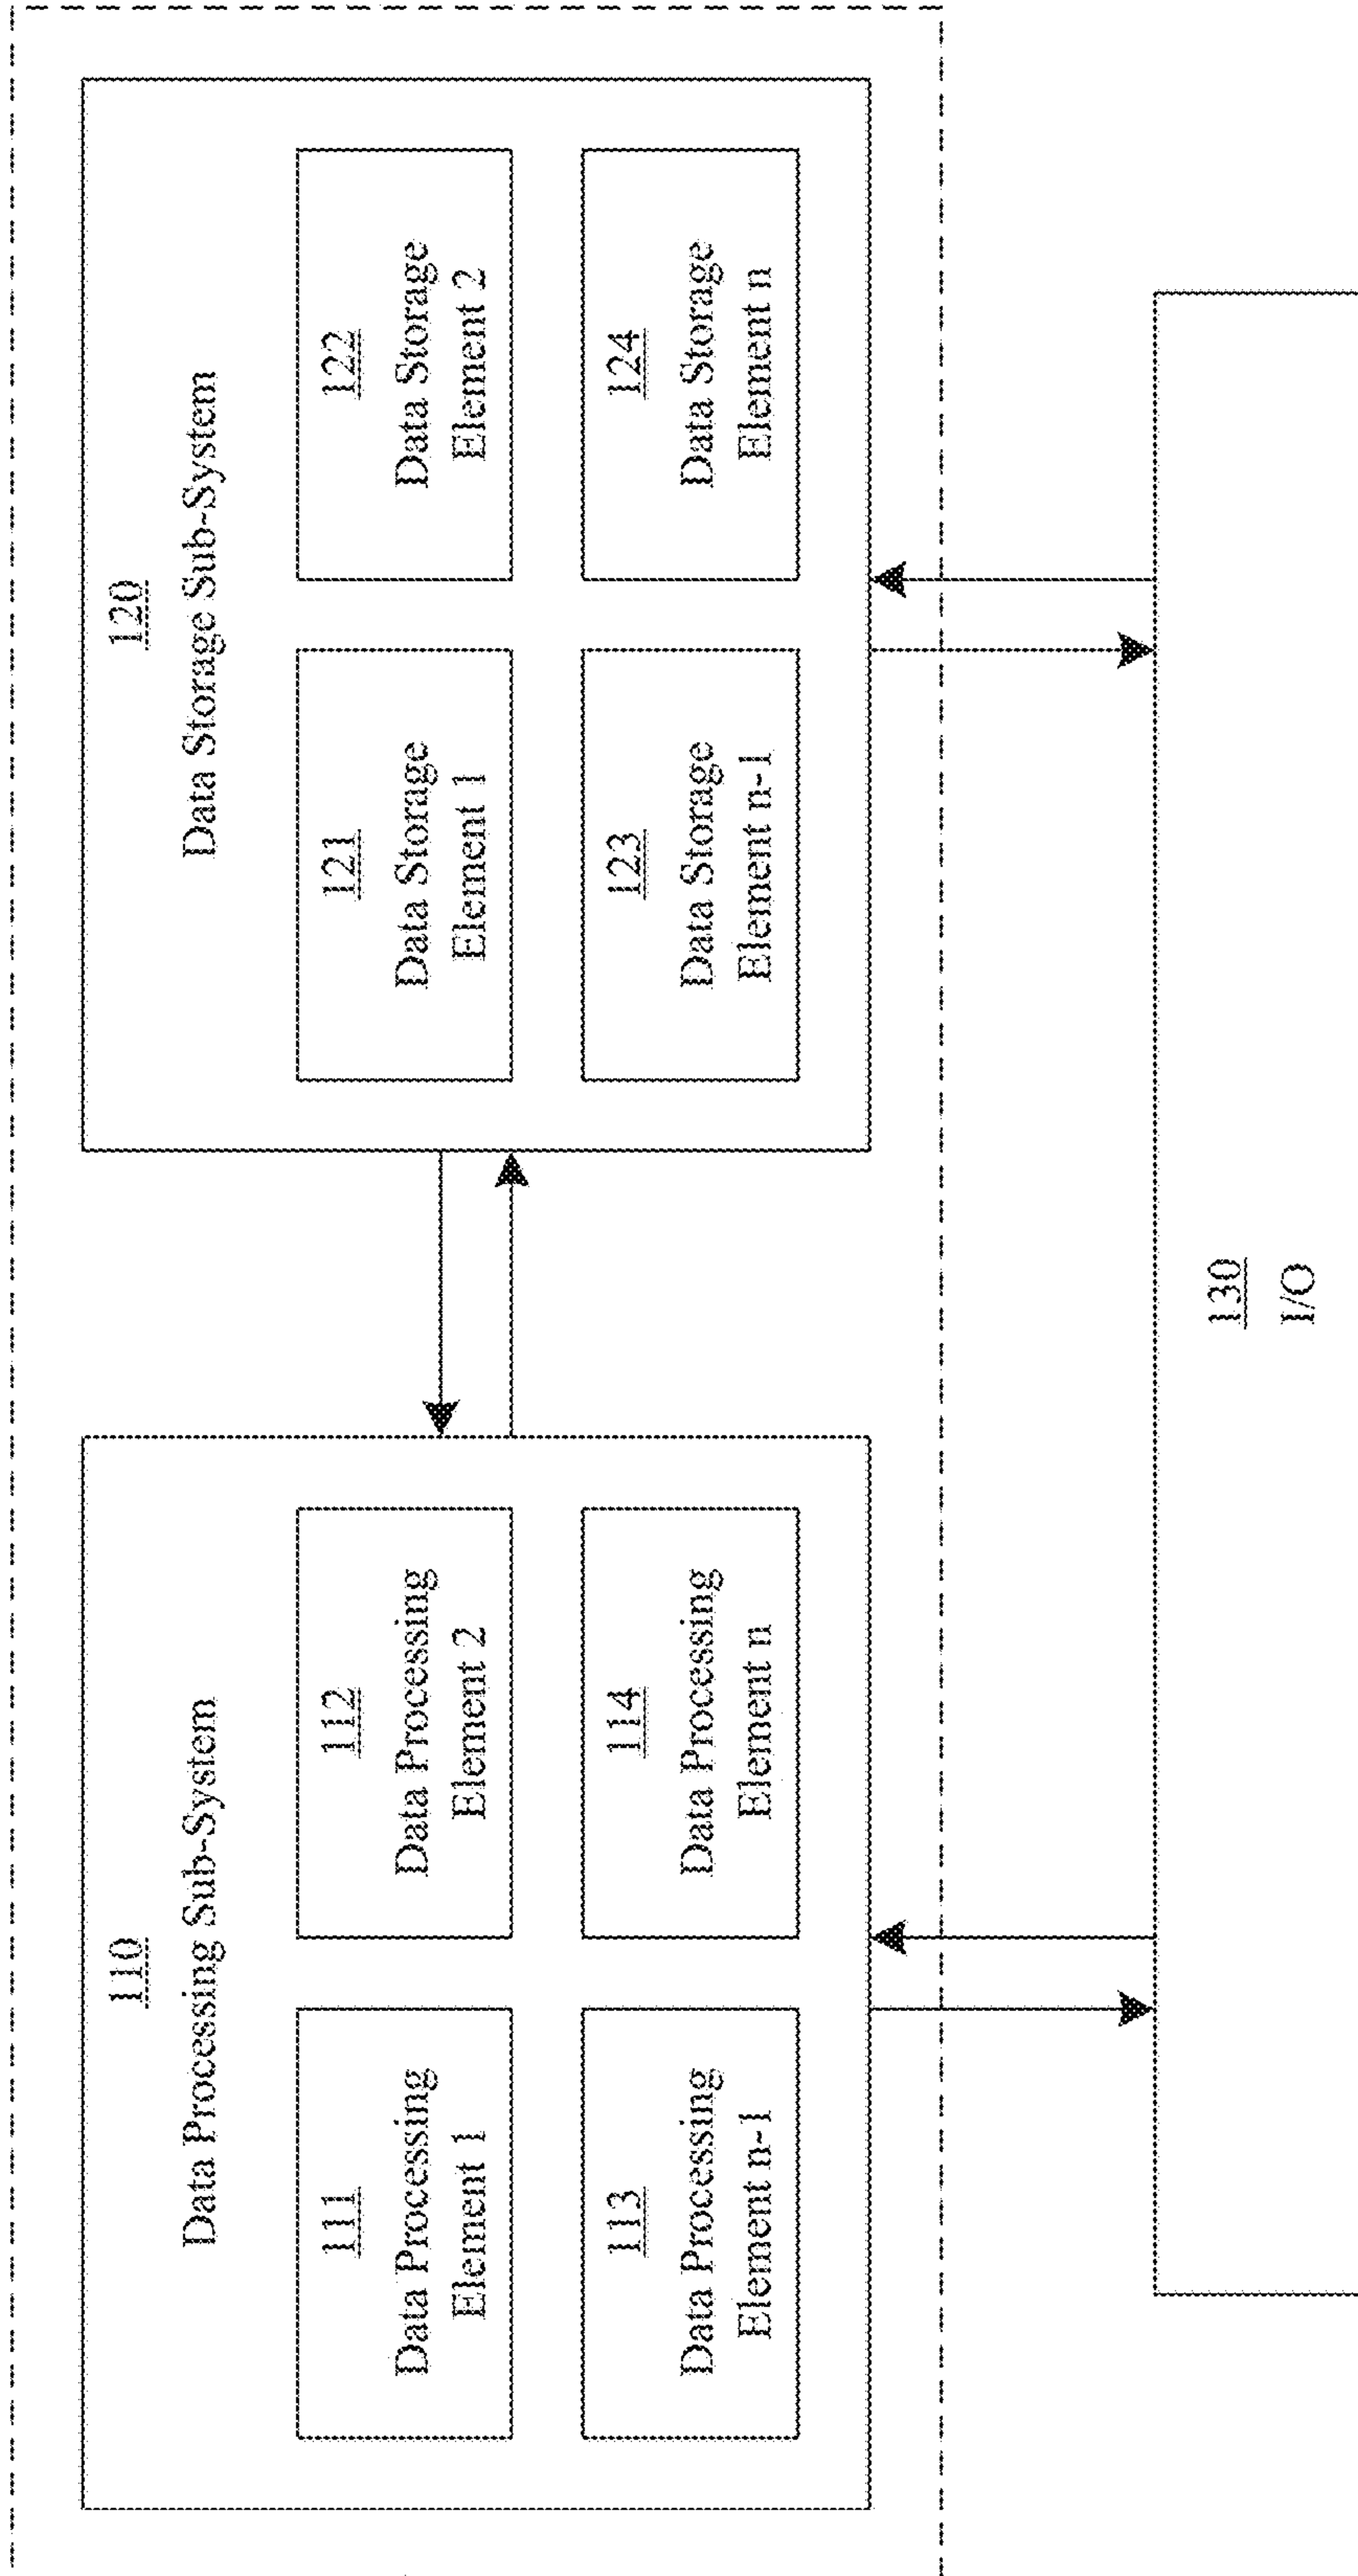 110
Data Processing Sub-System
111
Data Processing
Element 1
112
Data Processing
Element 2
113
Data Processing
Element n-1
114
Data Processing
Element n
120
Data Storage Sub-System
121
Data Storage
Element 1
122
Data Storage
Element 2
123
Data Storage
Element n-1
124
Data Storage
Element n
130
I/O